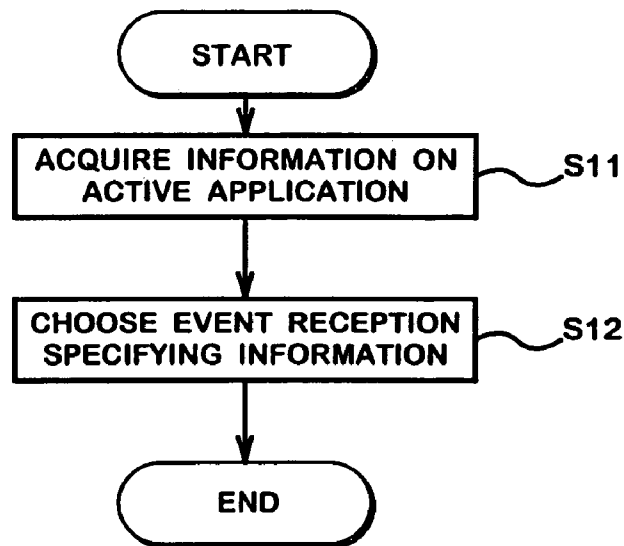 START
ACQUIRE INFORMATION ON
ACTIVE APPLICATION
S11
CHOOSE EVENT RECEPTION
SPECIFYING INFORMATION
S12
END